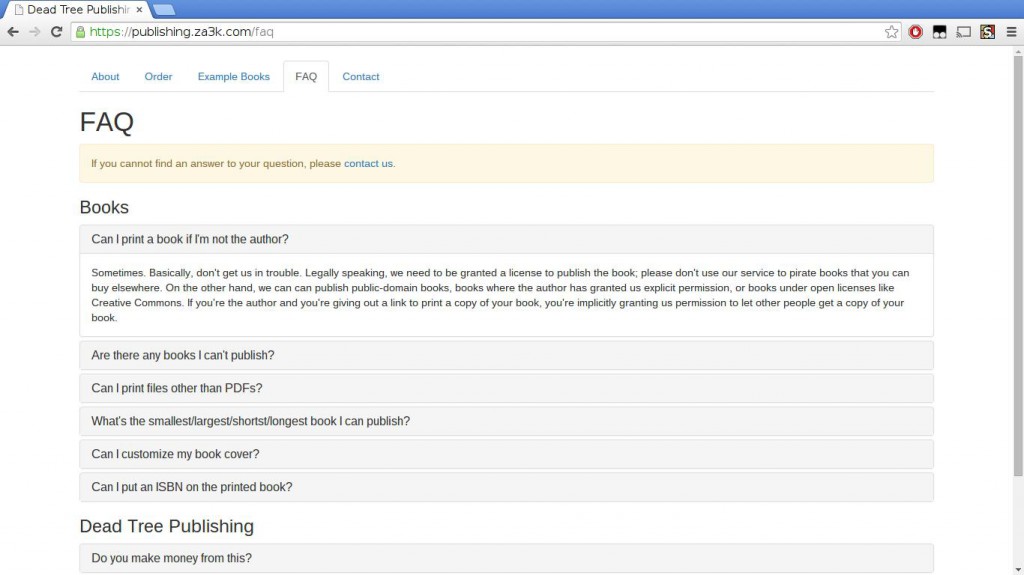 Dead Tree Publishin
https://publishing.za3k.com/faq
About Order Example Books FAQ Contact
FAQ
If you cannot find an answer to your question, please contact us.
Books
Can I print a book if I'm not the author?
Sometimes. Basically, don't get us in trouble. Legally speaking, we need to be granted a license to publish the book; please don't use our service to pirate books that you can
buy elsewhere. On the other hand, we can can publish public-domain books, books where the author has granted us explicit permission, or books under open licenses like
Creative Commons. If you're the author and you're giving out a link to print a copy of your book, you're implicitly granting us permission to let other people get a copy of your
book.
Are there any books I can't publish?
Can I print files other than PDFs?
What's the smallest/largest/shortst/longest book I can publish?
Can I customize my book cover?
Can I put an ISBN on the printed book?
Dead Tree Publishing
Do you make money from this?